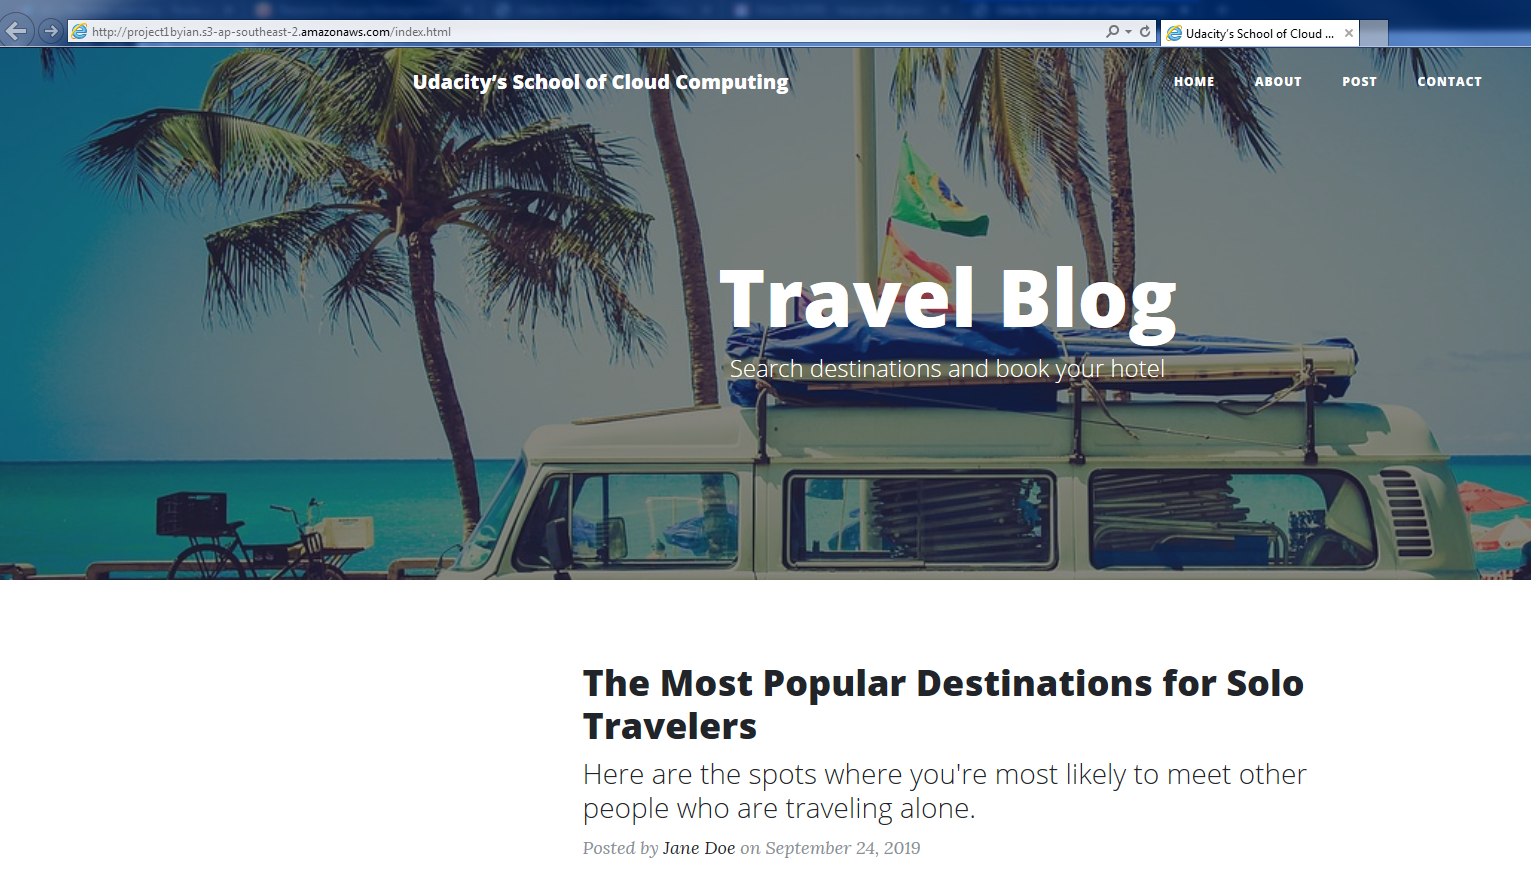 http://project1byian.s3-ap-southeast-2.amazonaws.com/index.html
Udacity's School of Cloud ...
Udacity’s School of Cloud Computing
HOME ABOUT POST CONTACT
Travel Blog
Search destinations and book your hotel
The Most Popular Destinations for Solo
Travelers
Here are the spots where you're most likely to meet other
people who are traveling alone.
Posted by Jane Doe on September 24, 2019